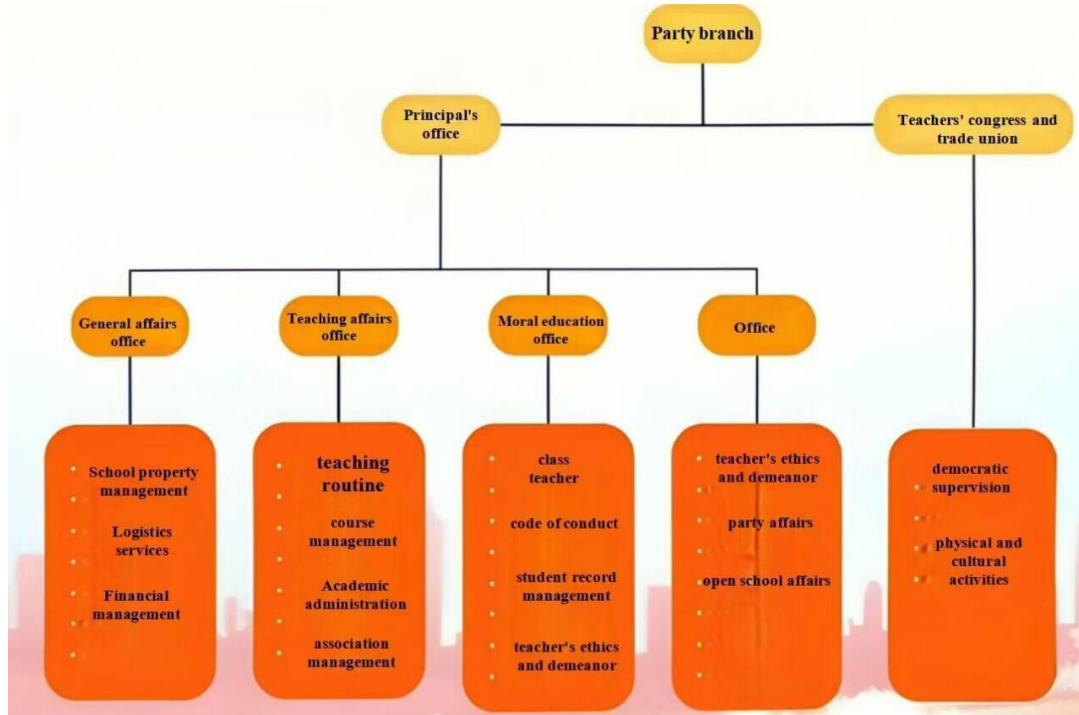 Party branch
Principal's
office
Teachers' congress and
trade union
General affairs
office
Teaching affairs
office
Moral education
office
Office
School property
management
Logistics
services
Financial
management
teaching
routine
course
management
Academic
administration
association
management
class
teacher
code of conduct
student record
management
teacher's ethics
and demeanor
teacher's ethics
and demeanor
party affairs
open school affairs
democratic
supervision
physical and
cultural
activities